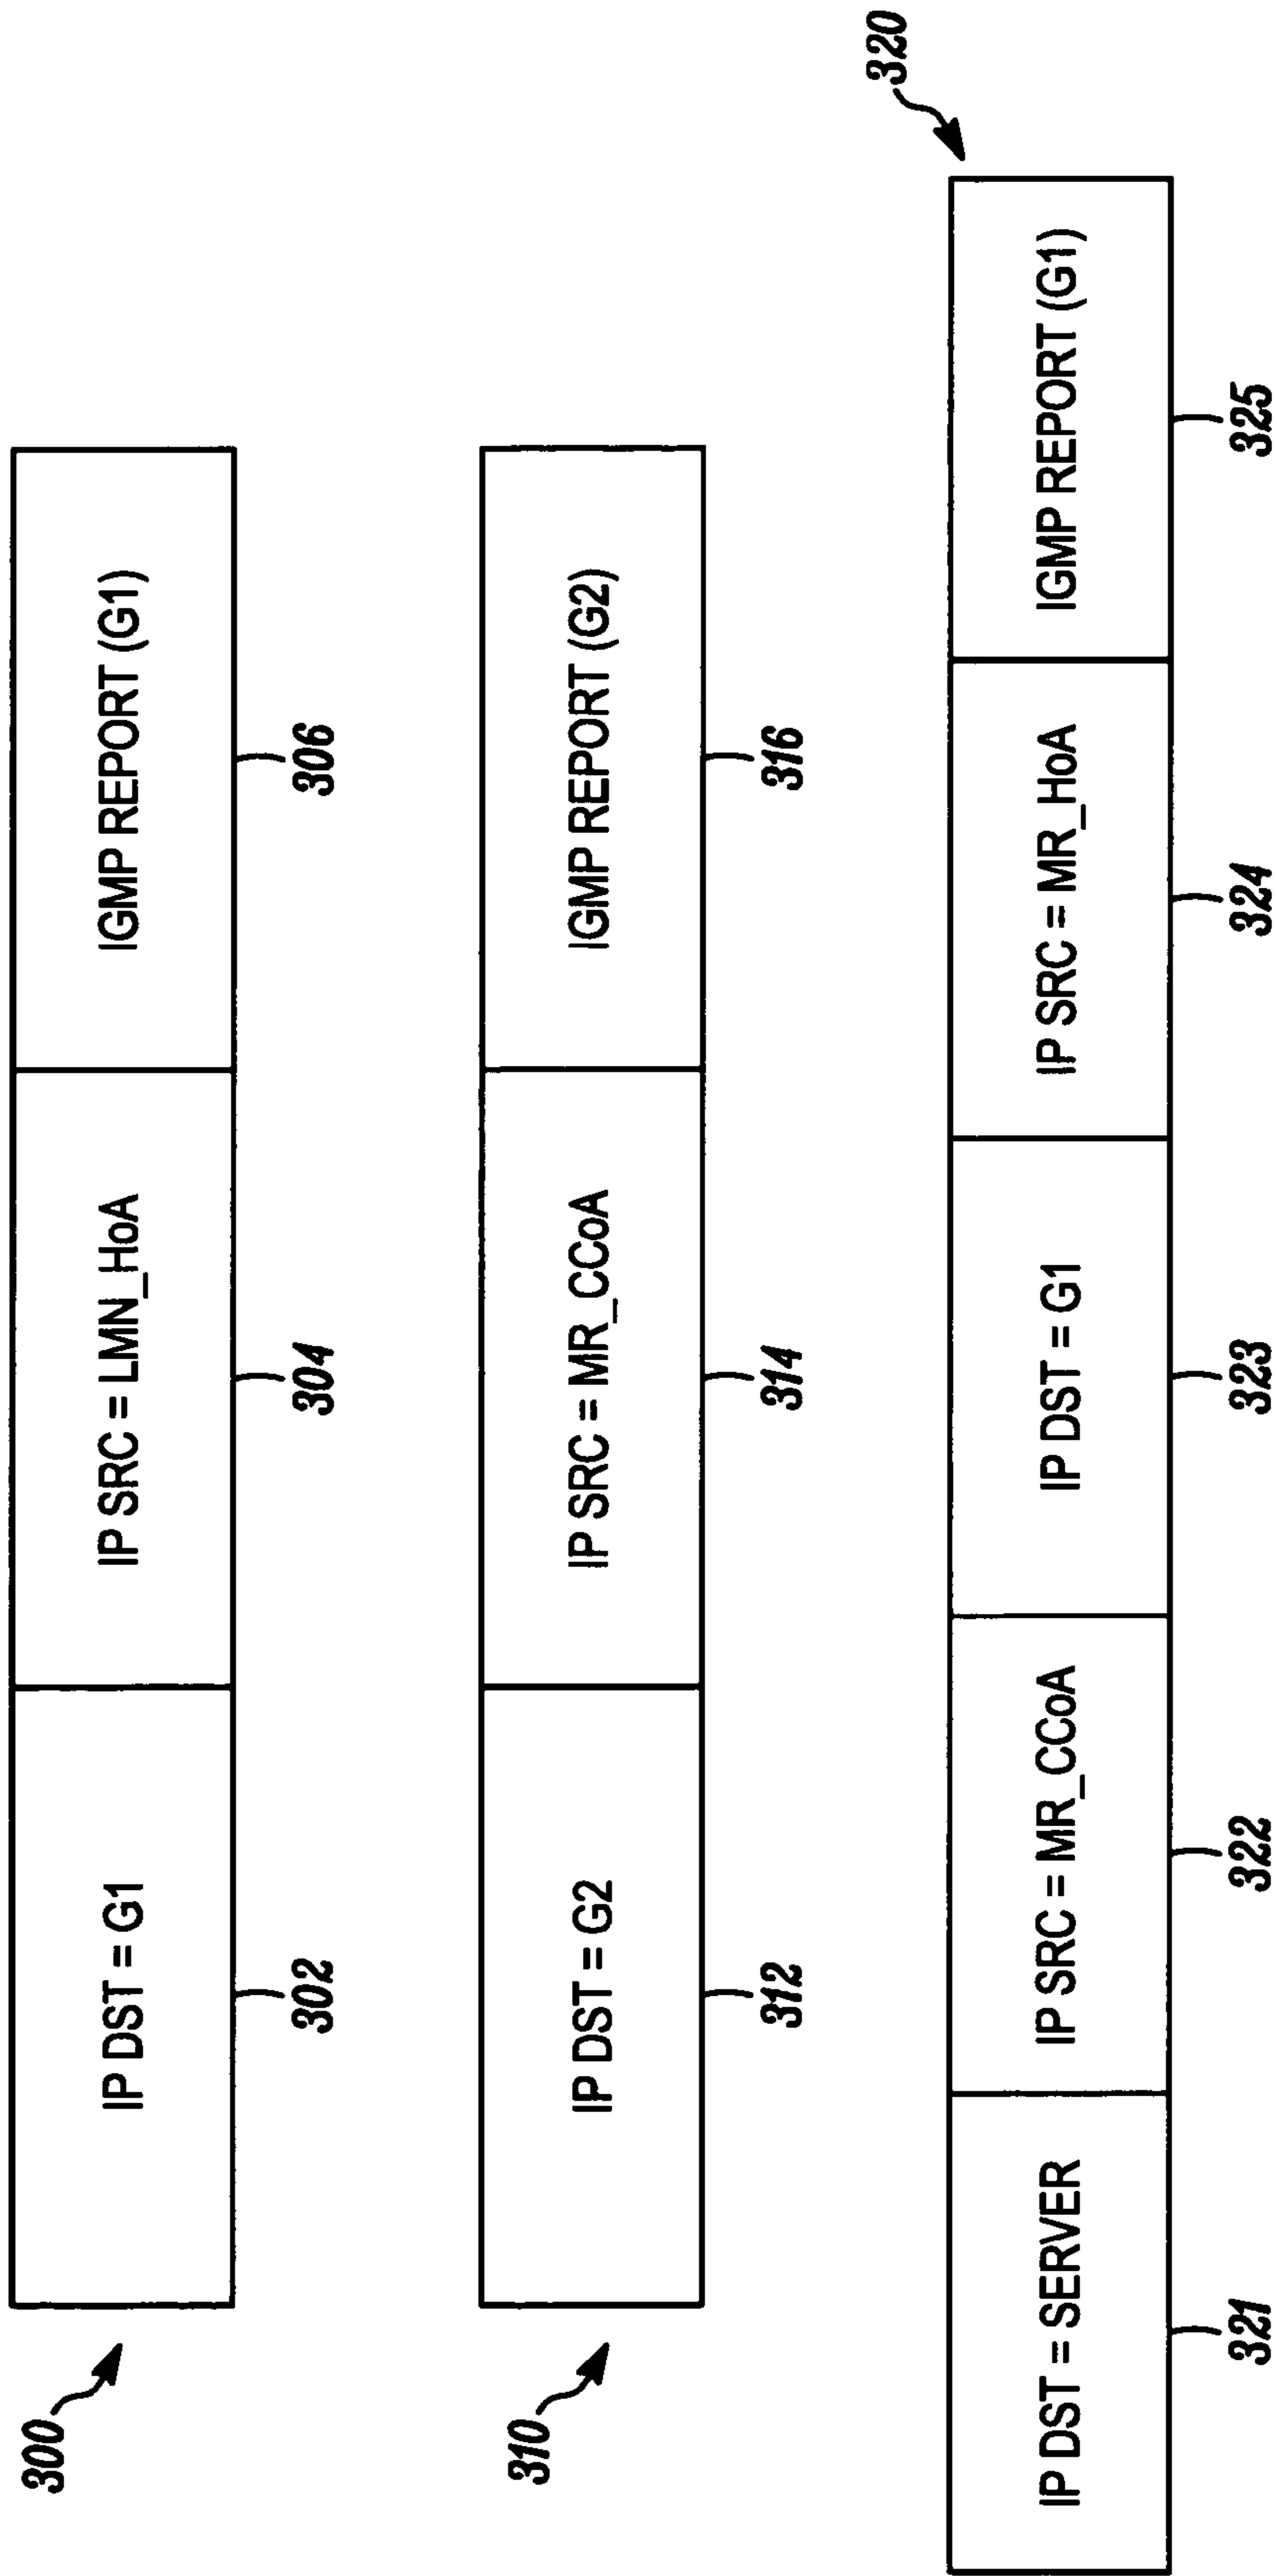 300
IP DST = G1
IP SRC = LMN_HoA
IGMP REPORT (G1)
302
304
306
310
IP DST = G2
IP SRC = MR_CCoA
IGMP REPORT (G2)
312
314
316
320
IP DST = SERVER
IP SRC = MR_CCoA
IP DST = G1
IP SRC = MR_HoA
IGMP REPORT (G1)
321
322
323
324
325